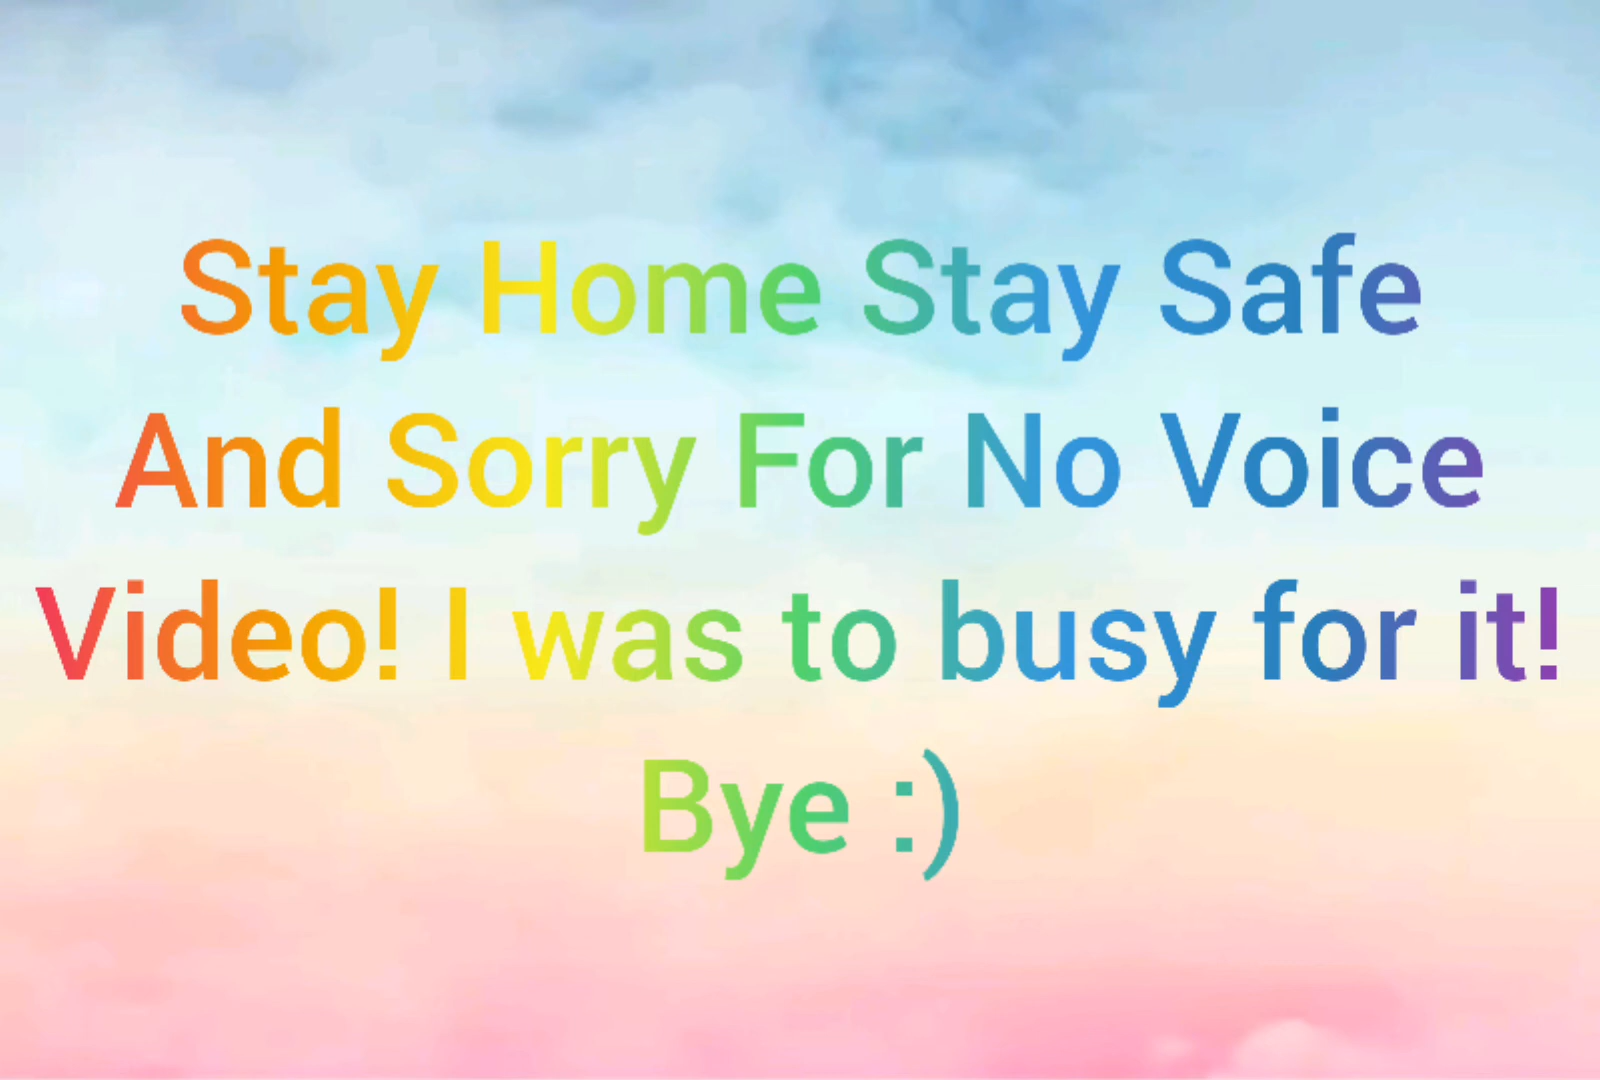 Stay Home Stay Safe
And Sorry For No Voice
Video! I was to busy for it!
Bye :)